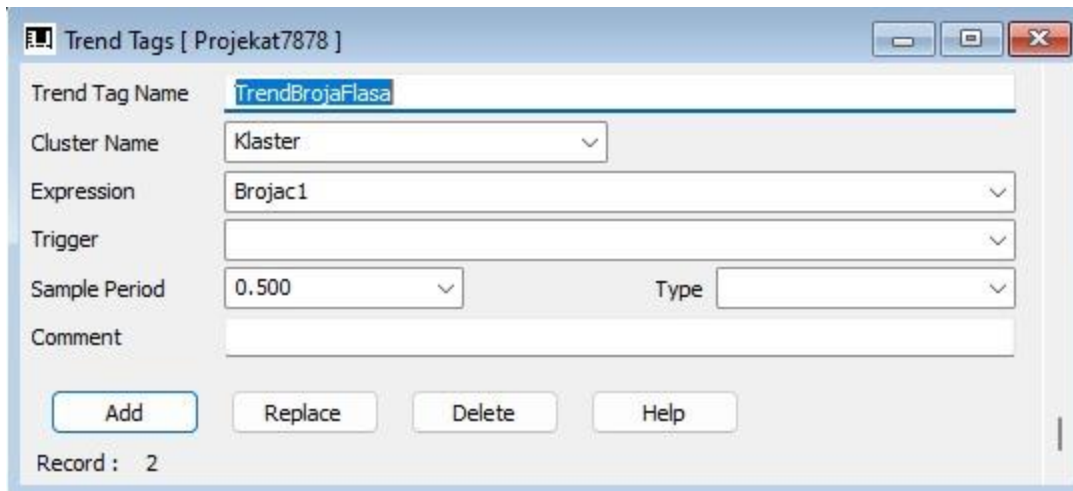 Trend Tags [ Projekat7878 ]
Trend Tag Name TrendBrojaFlasa
Cluster Name Klaster
Expression Brojac1
Trigger
Sample Period 0.500 Type
Comment
Add Replace Delete Help
Record : 2